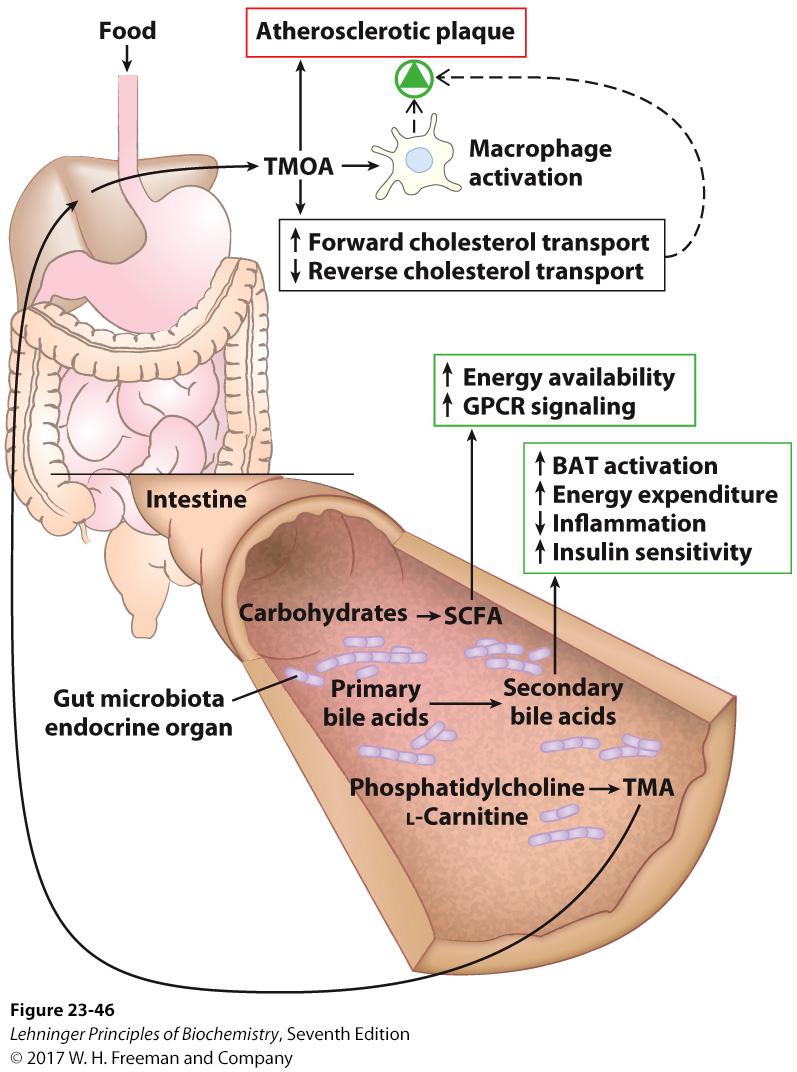 Food
Atherosclerotic plaque
TMOA
Macrophage
activation
↑ Forward cholesterol transport
↓ Reverse cholesterol transport
↑ Energy availability
↑ GPCR signaling
↑ BAT activation
↑ Energy expenditure
↓ Inflammation
↑ Insulin sensitivity
Intestine
Carbohydrates → SCFA
Gut microbiota
endocrine organ
Primary
bile acids
Secondary
bile acids
Phosphatidylcholine → TMA
L-Carnitine
Figure 23-46
Lehninger Principles of Biochemistry, Seventh Edition
© 2017 W. H. Freeman and Company